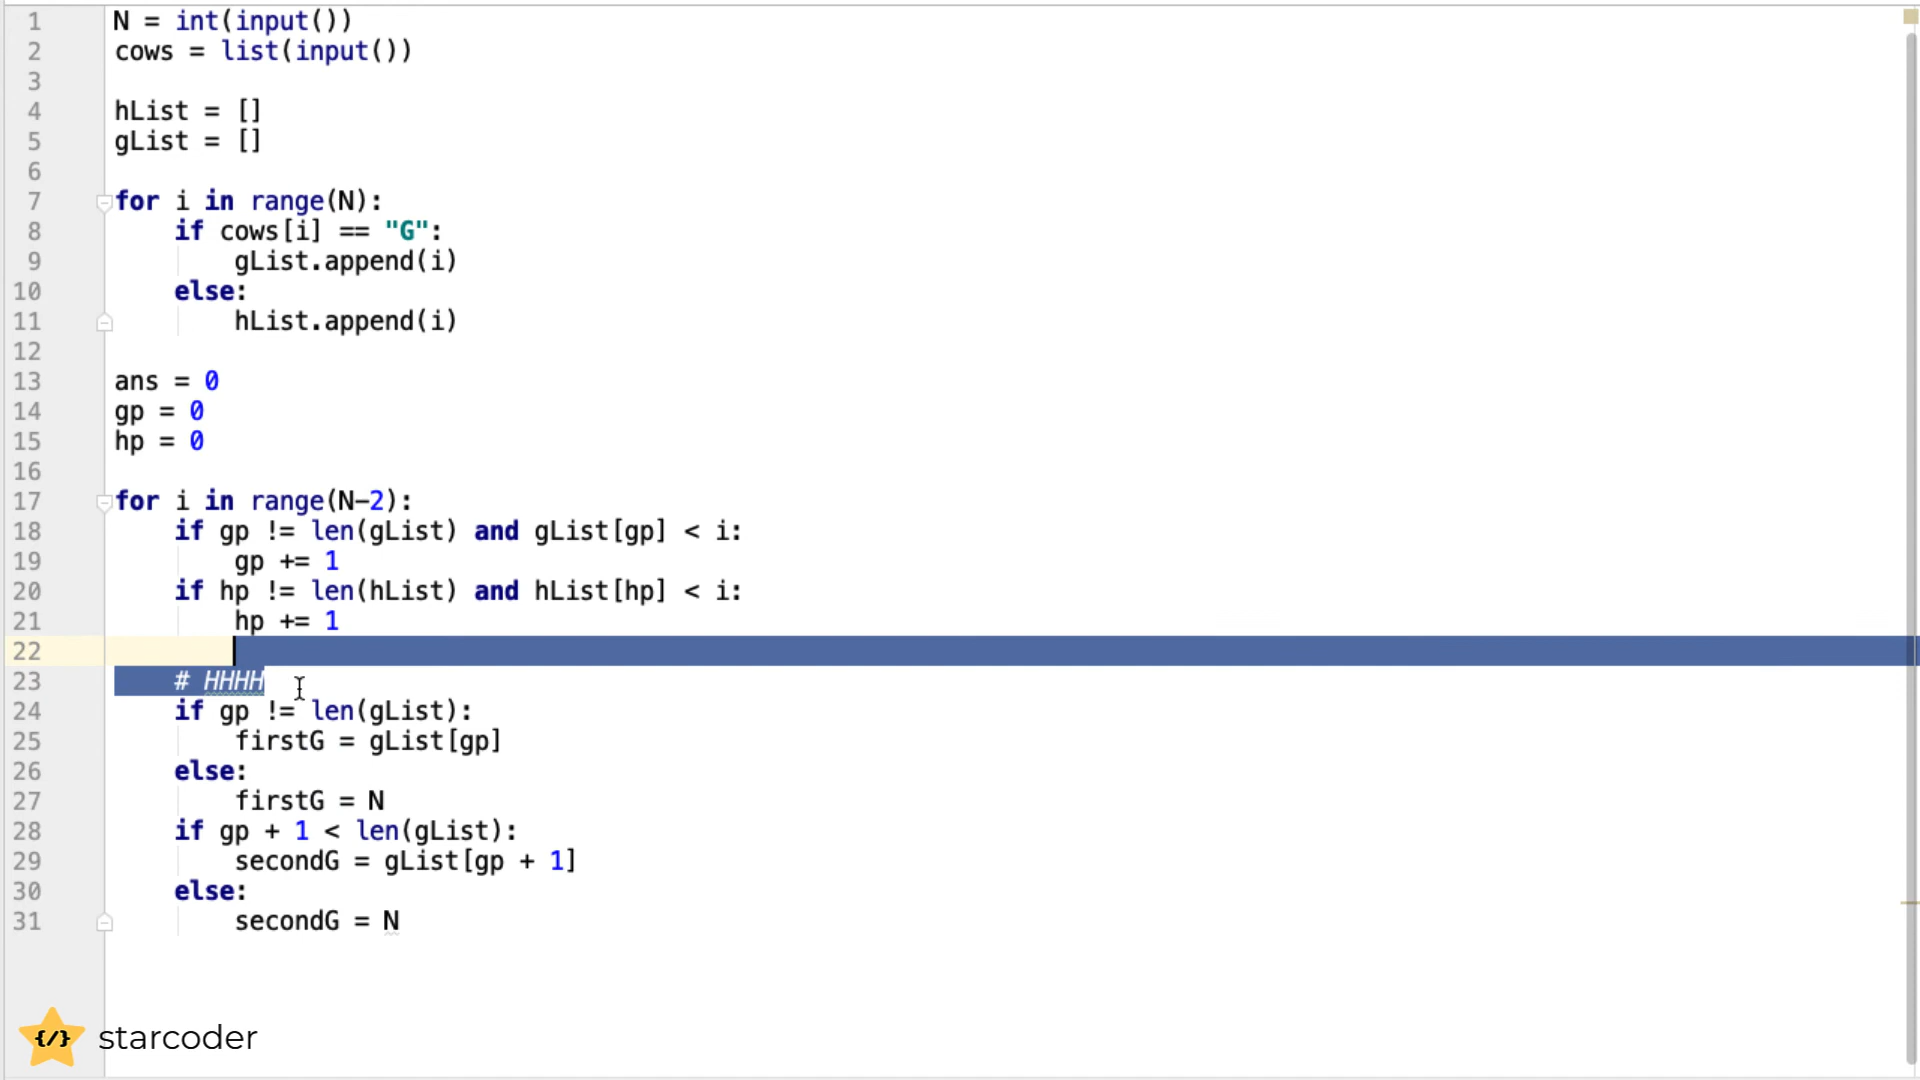 1 N = int(input())
2 cows = list(input())
3
4 hList = []
5 gList = []
6
7 for i in range(N):
8     if cows[i] == "G":
9         gList.append(i)
10     else:
11         hList.append(i)
12
13 ans = 0
14 gp = 0
15 hp = 0
16
17 for i in range(N-2):
18     if gp != len(gList) and gList[gp] < i:
19         gp += 1
20     if hp != len(hList) and hList[hp] < i:
21         hp += 1
22
23     # HHHH
24     if gp != len(gList):
25         firstG = gList[gp]
26     else:
27         firstG = N
28     if gp + 1 < len(gList):
29         secondG = gList[gp + 1]
30     else:
31         secondG = N
{/} starcoder